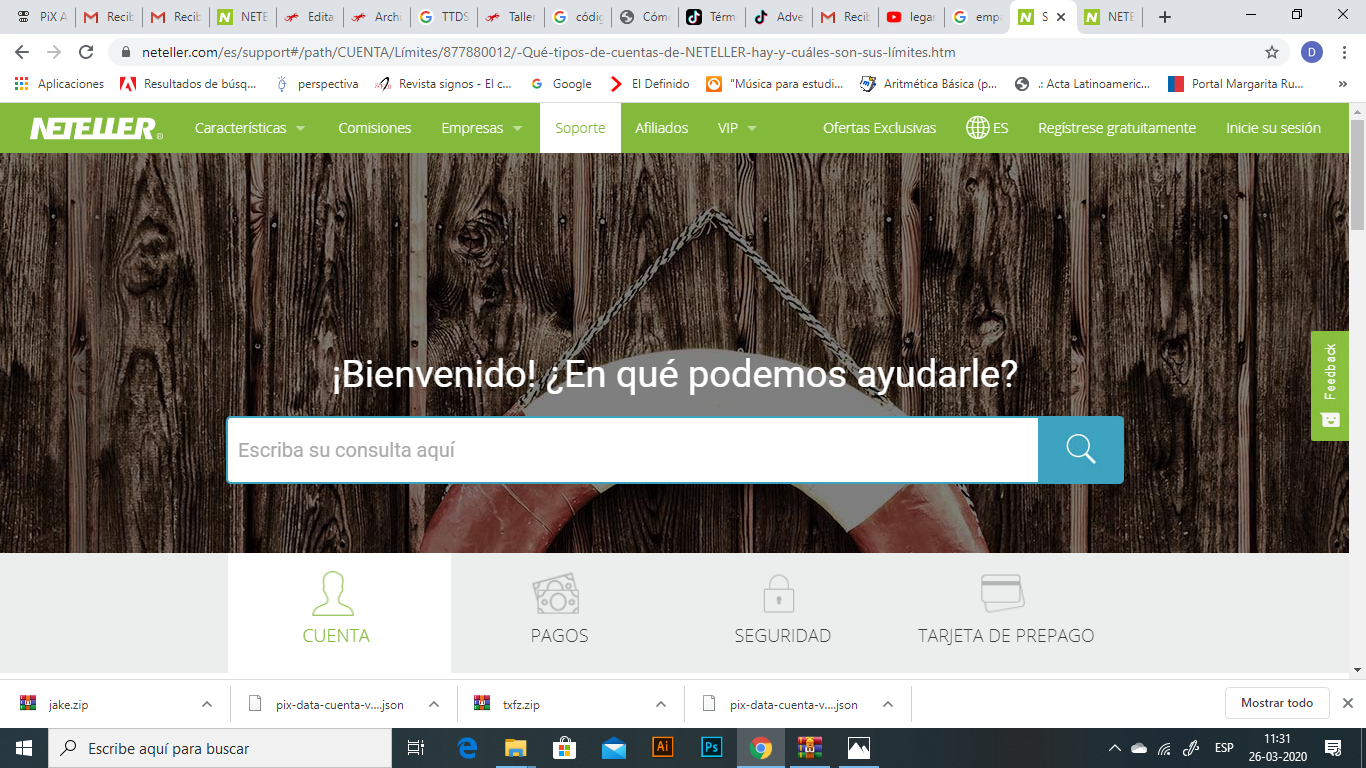 PiX A
Recib
Recib
NETE
Edita
Archi
TTDS
Taller
códig
Cómo
Térm
Adve
Recib
legar
empa
S
NETE
neteller.com/es/support#/path/CUENTA/Límites/877880012/-Qué-tipos-de-cuentas-de-NETELLER-hay-y-cuáles-son-sus-límites.htm
D
Aplicaciones
Resultados de búsq...
perspectiva
Revista signos - El c...
Google
El Definido
"Música para estudi...
Aritmética Básica (p...
.: Acta Latinoameric...
Portal Margarita Ru...
NETELLER®
Características
Comisiones
Empresas
Soporte
Afiliados
VIP
Ofertas Exclusivas
ES
Regístrese gratuitamente
Inicie su sesión
¡Bienvenido! ¿En qué podemos ayudarle?
Escriba su consulta aquí
Feedback
CUENTA
PAGOS
SEGURIDAD
TARJETA DE PREPAGO
jake.zip
pix-data-cuenta-v....json
txfz.zip
pix-data-cuenta-v....json
Mostrar todo
Escribe aquí para buscar
Ai
Ps
ESP
11:31
26-03-2020